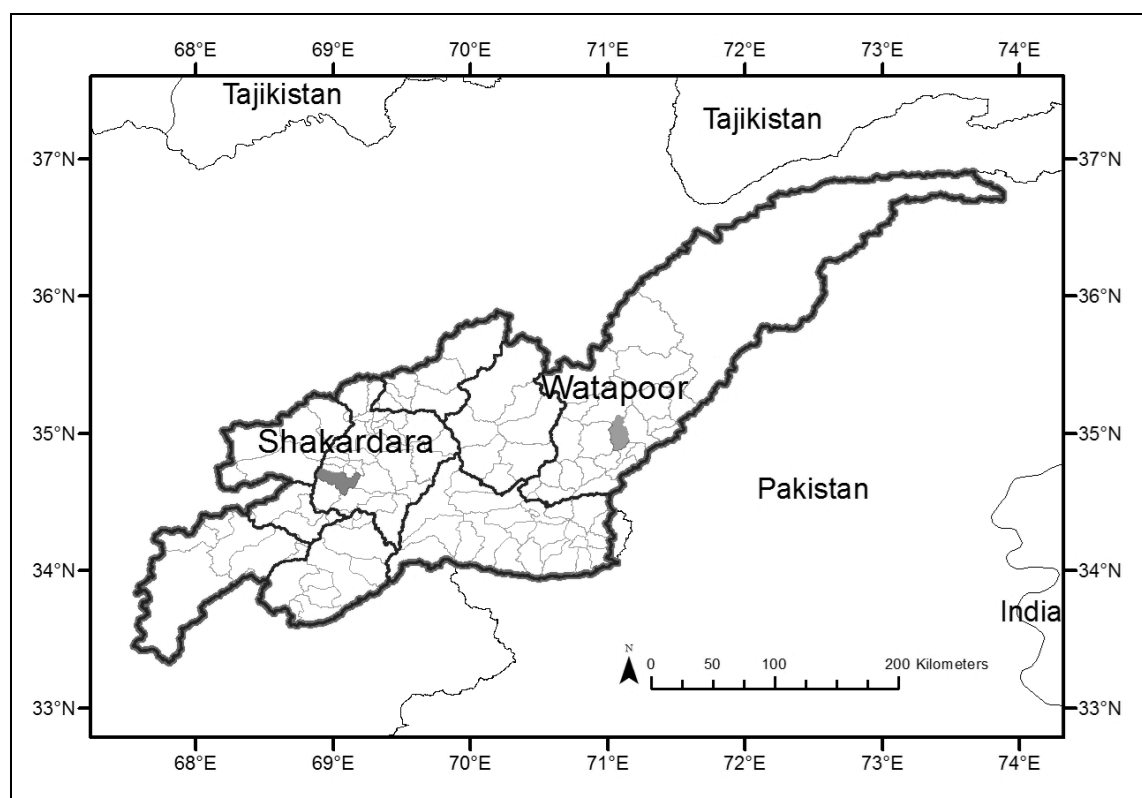 68°E 69°E 70°E 71°E 72°E 73°E 74°E
Tajikistan
Tajikistan
37°N 37°N
36°N 36°N
Watapoor
35°N 35°N
Shakardara
Pakistan
34°N 34°N
India
N
0 50 100 200 Kilometers
33°N 33°N
68°E 69°E 70°E 71°E 72°E 73°E 74°E